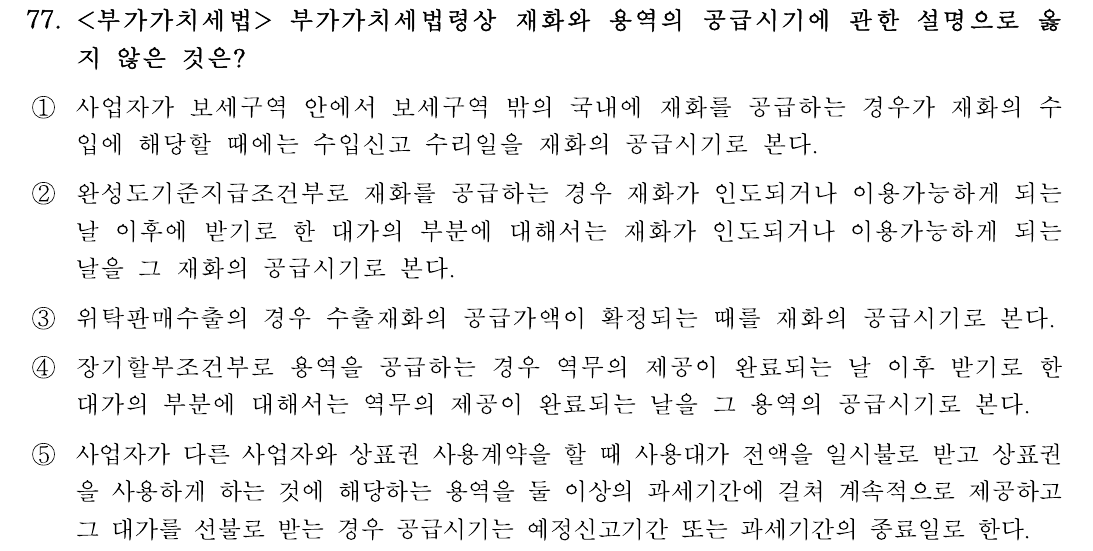 77. <부가가치세법> 부가가치세법령상 재화와 용역의 공급시기에 관한 설명으로 옳
지 않은 것은?
① 사업자가 보세구역 안에서 보세구역 밖의 국내에 재화를 공급하는 경우가 재화의 수
입에 해당할 때에는 수입신고 수리일을 재화의 공급시기로 본다.
② 완성도기준지급조건부로 재화를 공급하는 경우 재화가 인도되거나 이용가능하게 되는
날 이후에 받기로 한 대가의 부분에 대해서는 재화가 인도되거나 이용가능하게 되는
날을 그 재화의 공급시기로 본다.
③ 위탁판매수출의 경우 수출재화의 공급가액이 확정되는 때를 재화의 공급시기로 본다.
④ 장기할부조건부로 용역을 공급하는 경우 역무의 제공이 완료되는 날 이후 받기로 한
대가의 부분에 대해서는 역무의 제공이 완료되는 날을 그 용역의 공급시기로 본다.
⑤ 사업자가 다른 사업자와 상표권 사용계약을 할 때 사용대가 전액을 일시불로 받고 상표권
을 사용하게 하는 것에 해당하는 용역을 둘 이상의 과세기간에 걸쳐 계속적으로 제공하고
그 대가를 선불로 받는 경우 공급시기는 예정신고기간 또는 과세기간의 종료일로 한다.